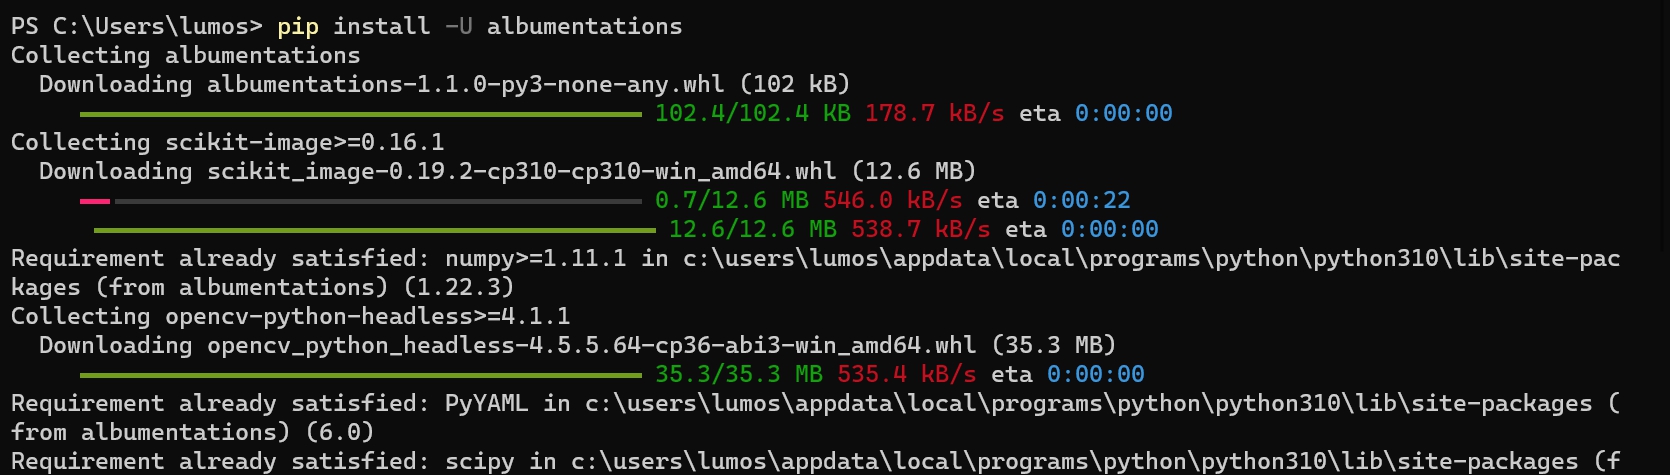 PS C:\Users\lumos> pip install -U albumentations
Collecting albumentations
  Downloading albumentations-1.1.0-py3-none-any.whl (102 kB)
102.4/102.4 KB 178.7 kB/s eta 0:00:00
Collecting scikit-image>=0.16.1
  Downloading scikit_image-0.19.2-cp310-cp310-win_amd64.whl (12.6 MB)
0.7/12.6 MB 546.0 kB/s eta 0:00:22
12.6/12.6 MB 538.7 kB/s eta 0:00:00
Requirement already satisfied: numpy>=1.11.1 in c:\users\lumos\appdata\local\programs\python\python310\lib\site-pac
kages (from albumentations) (1.22.3)
Collecting opencv-python-headless>=4.1.1
  Downloading opencv_python_headless-4.5.5.64-cp36-abi3-win_amd64.whl (35.3 MB)
35.3/35.3 MB 535.4 kB/s eta 0:00:00
Requirement already satisfied: PyYAML in c:\users\lumos\appdata\local\programs\python\python310\lib\site-packages (
from albumentations) (6.0)
Requirement already satisfied: scipy in c:\users\lumos\appdata\local\programs\python\python310\lib\site-packages (f